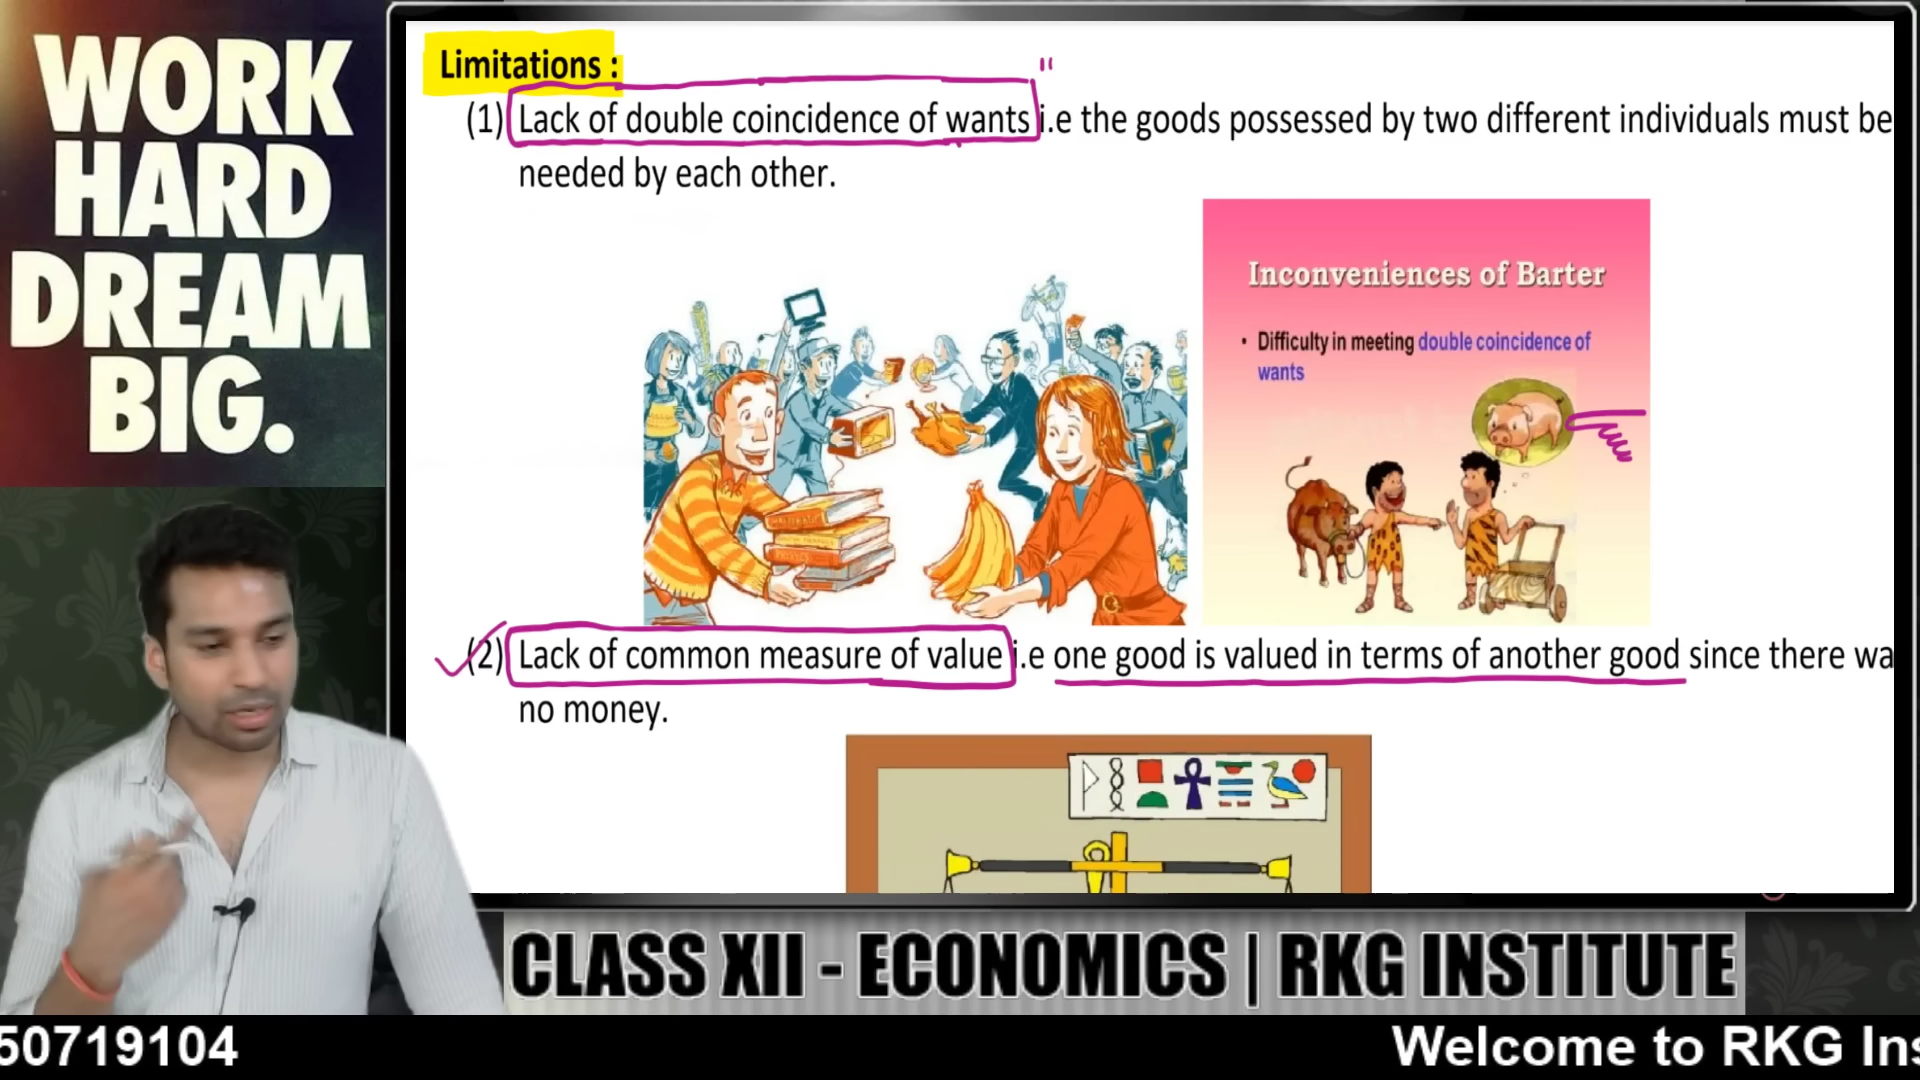 WORK
HARD
DREAM
BIG.
Limitations :
(1) Lack of double coincidence of wants i.e the goods possessed by two different individuals must be
needed by each other.
Inconveniences of Barter
• Difficulty in meeting double coincidence of
wants
(2) Lack of common measure of value i.e one good is valued in terms of another good since there wa
no money.
CLASS XII - ECONOMICS | RKG INSTITUTE
50719104
Welcome to RKG Ins